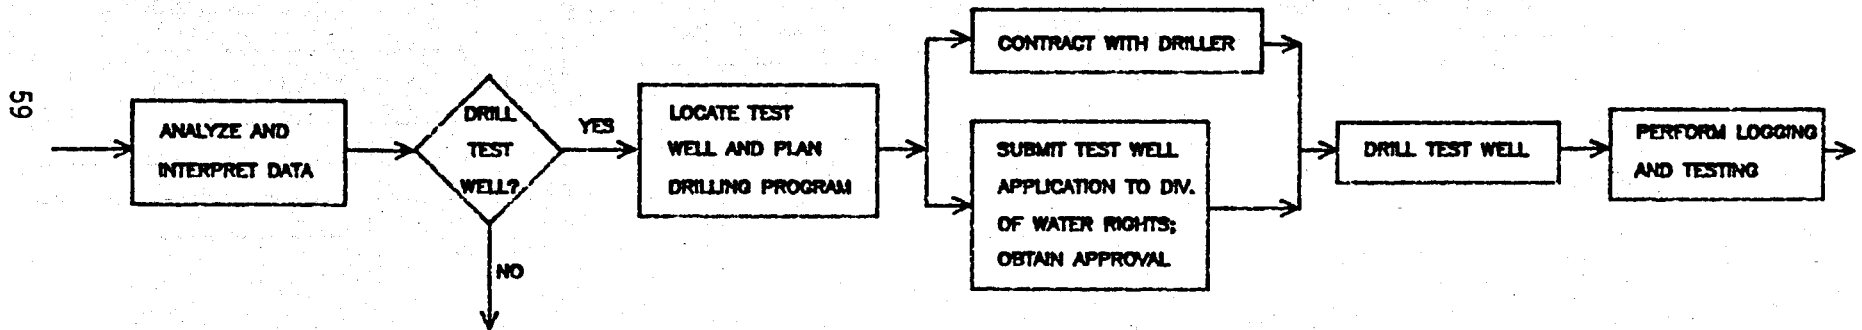 59
ANALYZE AND
INTERPRET DATA
DRILL
TEST
WELL?
YES
NO
LOCATE TEST
WELL AND PLAN
DRILLING PROGRAM
CONTRACT WITH DRILLER
SUBMIT TEST WELL
APPLICATION TO DIV.
OF WATER RIGHTS;
OBTAIN APPROVAL
DRILL TEST WELL
PERFORM LOGGING
AND TESTING